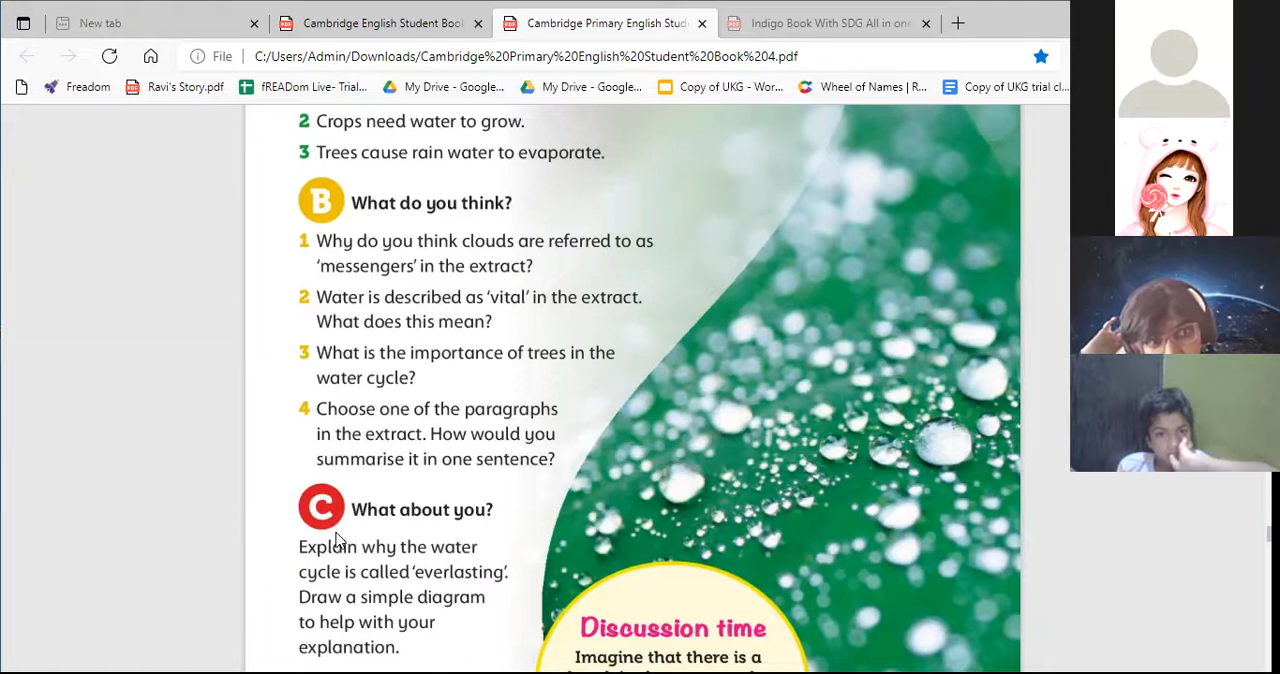 New tab
Cambridge English Student Boo
Cambridge Primary English Stude
Indigo Book With SDG All in one
File
C:/Users/Admin/Downloads/Cambridge%20Primary%20English%20Student%20Book%204.pdf
Freadom
Ravi's Story.pdf
fREADom Live- Trial...
My Drive - Google...
My Drive - Google...
Copy of UKG - Wor...
Wheel of Names | R...
Copy of UKG trial cl...
2 Crops need water to grow.
3 Trees cause rain water to evaporate.
B What do you think?
1 Why do you think clouds are referred to as
'messengers' in the extract?
2 Water is described as 'vital' in the extract.
What does this mean?
3 What is the importance of trees in the
water cycle?
4 Choose one of the paragraphs
in the extract. How would you
summarise it in one sentence?
C What about you?
Explain why the water
cycle is called 'everlasting'.
Draw a simple diagram
to help with your
explanation.
Discussion time
Imagine that there is a